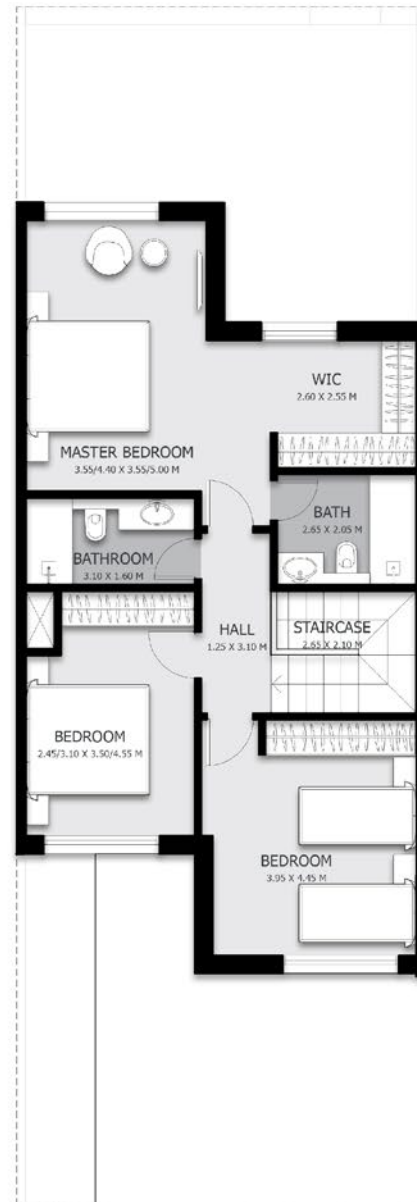 WIC
2.60 X 2.55 M
MASTER BEDROOM
3.55/4.40 X 3.55/5.00 M
BATH
2.65 X 2.05 M
BATHROOM
3.10 X 1.60 M
HALL
1.25 X 3.10 M
STAIRCASE
2.65 X 2.10 M
BEDROOM
2.45/3.10 X 3.50/4.55 M
BEDROOM
3.95 X 4.45 M